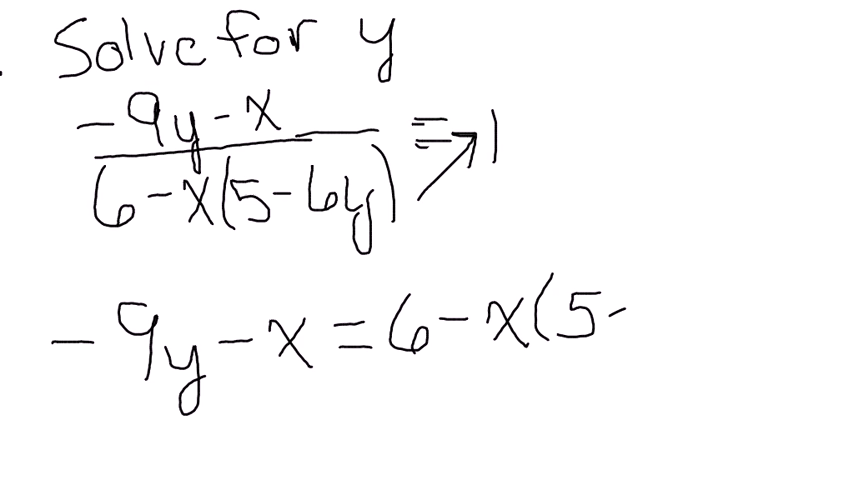 Solve for y
-9y-x
6-x(5-6y) = 1
-9y-x=6-x(5-